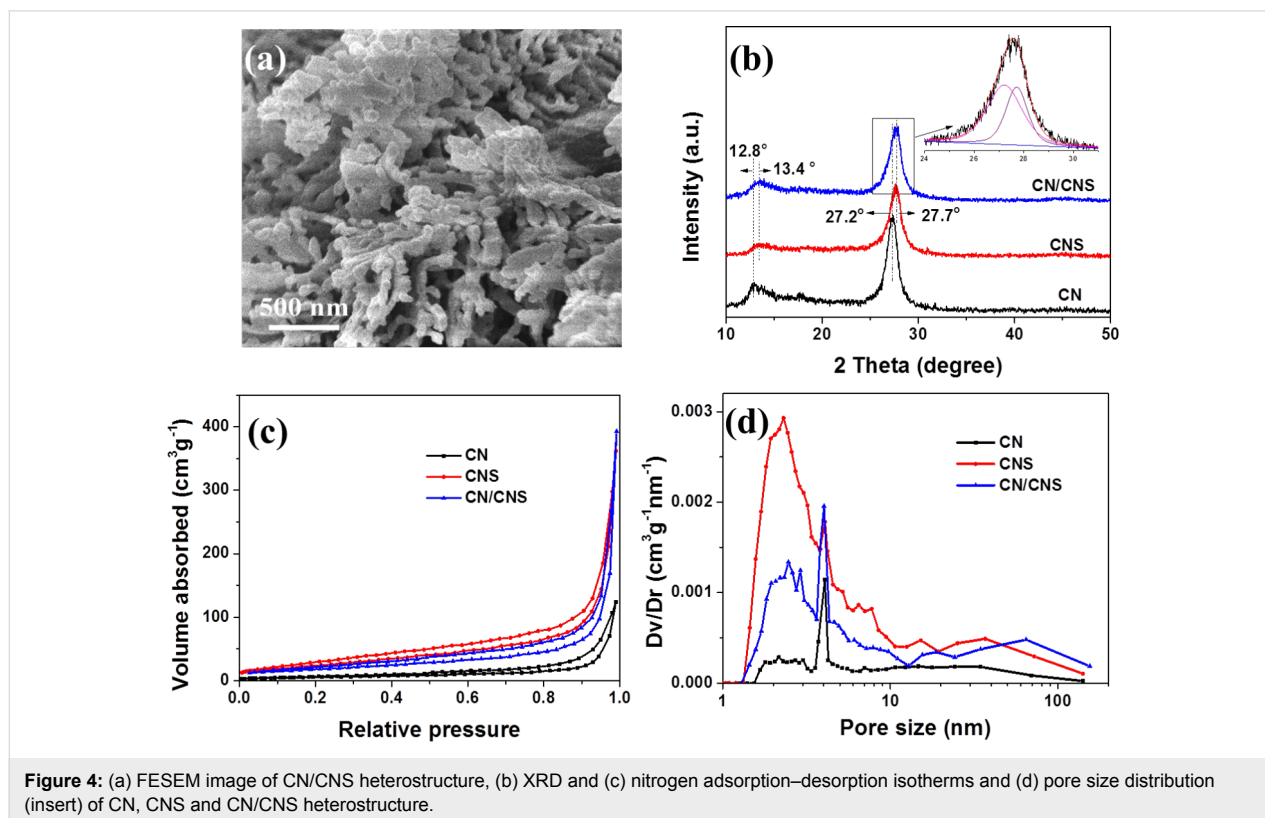 (a)
500 nm
(b)
Intensity (a.u.)
12.8°
13.4 °
27.2°
27.7°
CN/CNS
CNS
CN
24 26 28 30
10 20 30 40 50
2 Theta (degree)
(c)
Volume absorbed (cm³g⁻¹)
400
300
200
100
0
CN
CNS
CN/CNS
0.0 0.2 0.4 0.6 0.8 1.0
Relative pressure
(d)
Dv/Dr (cm³g⁻¹nm⁻¹)
0.003
0.002
0.001
0.000
CN
CNS
CN/CNS
1 10 100
Pore size (nm)
Figure 4: (a) FESEM image of CN/CNS heterostructure, (b) XRD and (c) nitrogen adsorption–desorption isotherms and (d) pore size distribution
(insert) of CN, CNS and CN/CNS heterostructure.